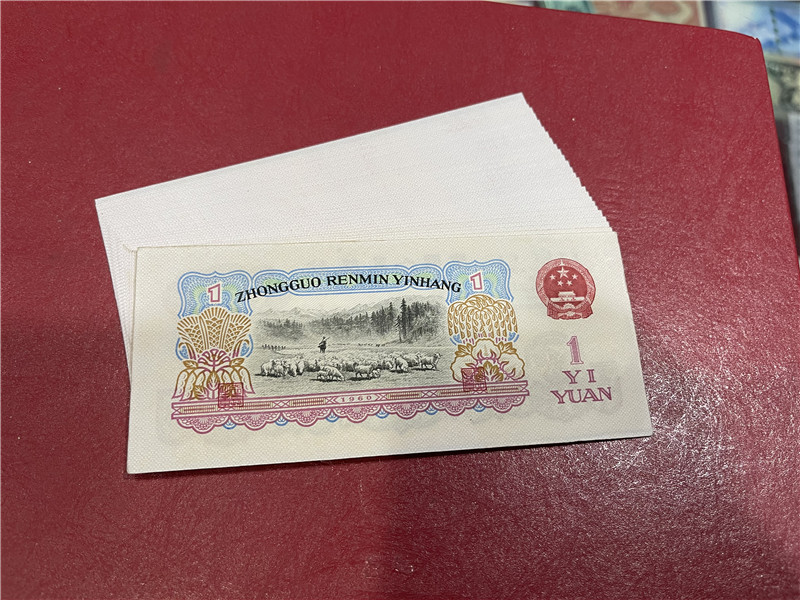 ZHONGGUO RENMIN YINHANG
1
1
1960
1
YI
YUAN